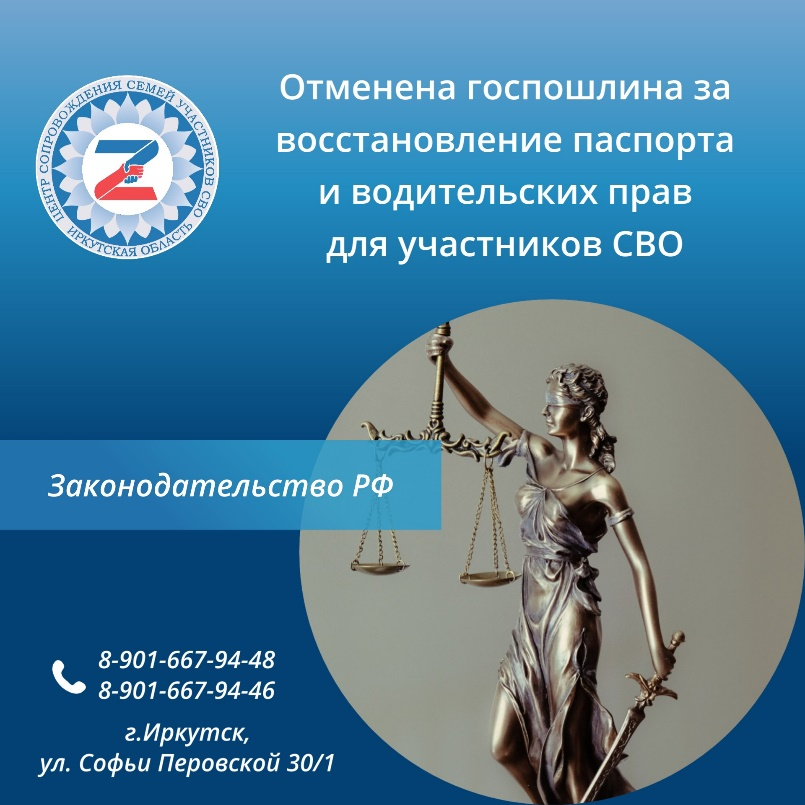 ЦЕНТР СОПРОВОЖДЕНИЯ СЕМЕЙ УЧАСТНИКОВ СВО
ИРКУТСКАЯ ОБЛАСТЬ
Z
Отменена госпошлина за
восстановление паспорта
и водительских прав
для участников СВО
Законодательство РФ
8-901-667-94-48
8-901-667-94-46
г.Иркутск,
ул. Софьи Перовской 30/1